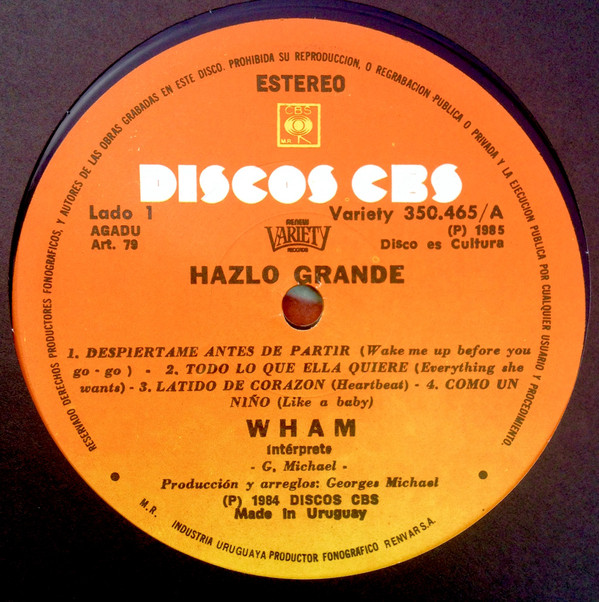 RESERVADO DERECHOS PRODUCTORES FONOGRAFICOS, Y AUTORES DE LAS OBRAS GRABADAS EN ESTE DISCO. PROHIBIDA SU REPRODUCCION, O REGRABACION PUBLICA O PRIVADA Y LA EJECUCION PUBLICA POR CUALQUIER USUARIO Y PROCEDIMIENTO.
ESTEREO
CBS
M.R.
DISCOS CBS
Lado 1
AGADU
Art. 79
VARIETY
Variety 350.465/A
(P) 1985
Disco es Cultura
HAZLO GRANDE
1. DESPIERTAME ANTES DE PARTIR (Wake me up before you
go - go ) - 2. TODO LO QUE ELLA QUIERE (Everything she
wants) - 3. LATIDO DE CORAZON (Heartbeat) - 4. COMO UN
NIÑO (Like a baby)
WHAM
Intérprete
- G. Michael -
Producción y arreglos: Georges Michael
(P) 1984 DISCOS CBS
Made in Uruguay
M.R. INDUSTRIA URUGUAYA PRODUCTOR FONOGRÁFICO RENVAR S.A.